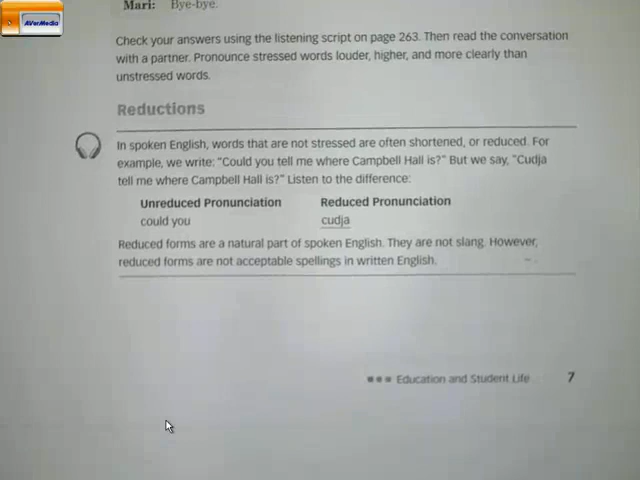 Mari: Bye-bye.
AVerMedia
Check your answers using the listening script on page 263. Then read the conversation
with a partner. Pronounce stressed words louder, higher, and more clearly than
unstressed words.
Reductions
In spoken English, words that are not stressed are often shortened, or reduced. For
example, we write: "Could you tell me where Campbell Hall is?" But we say, "Cudja
tell me where Campbell Hall is?" Listen to the difference:
Unreduced Pronunciation Reduced Pronunciation
could you cudja
Reduced forms are a natural part of spoken English. They are not slang. However,
reduced forms are not acceptable spellings in written English.
Education and Student Life 7